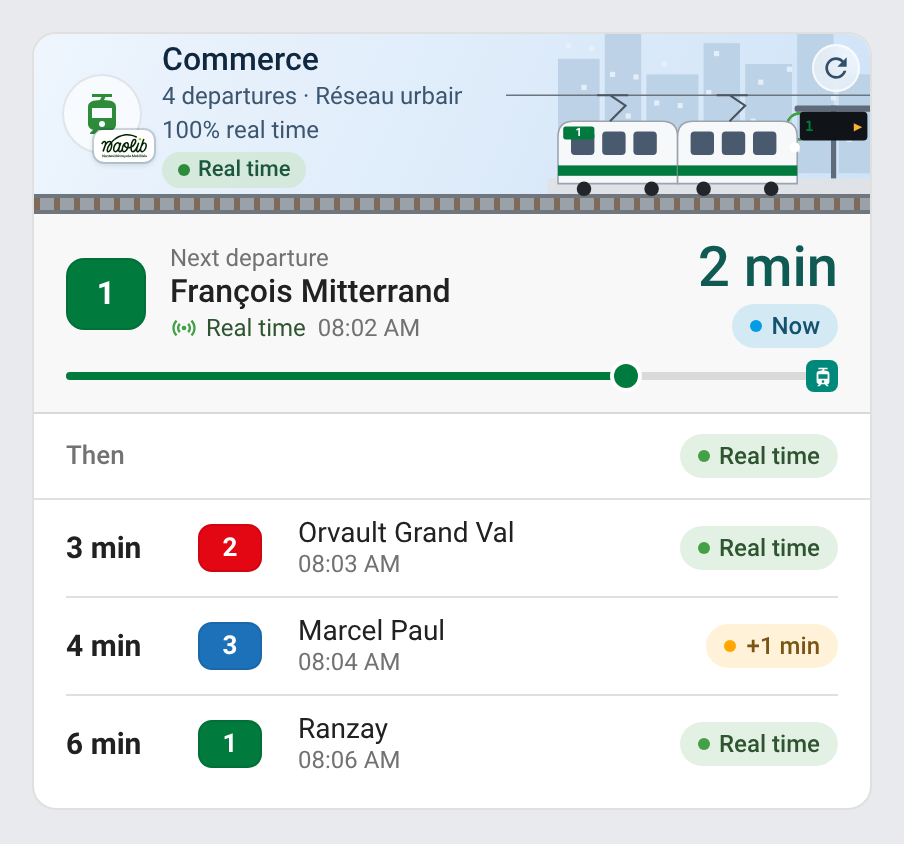 Commerce
4 departures · Réseau urbair
100% real time
naolib
Real time
1
1
1
Next departure
François Mitterrand
Real time 08:02 AM
2 min
Now
Then
Real time
3 min
2
Orvault Grand Val
08:03 AM
Real time
4 min
3
Marcel Paul
08:04 AM
+1 min
6 min
1
Ranzay
08:06 AM
Real time